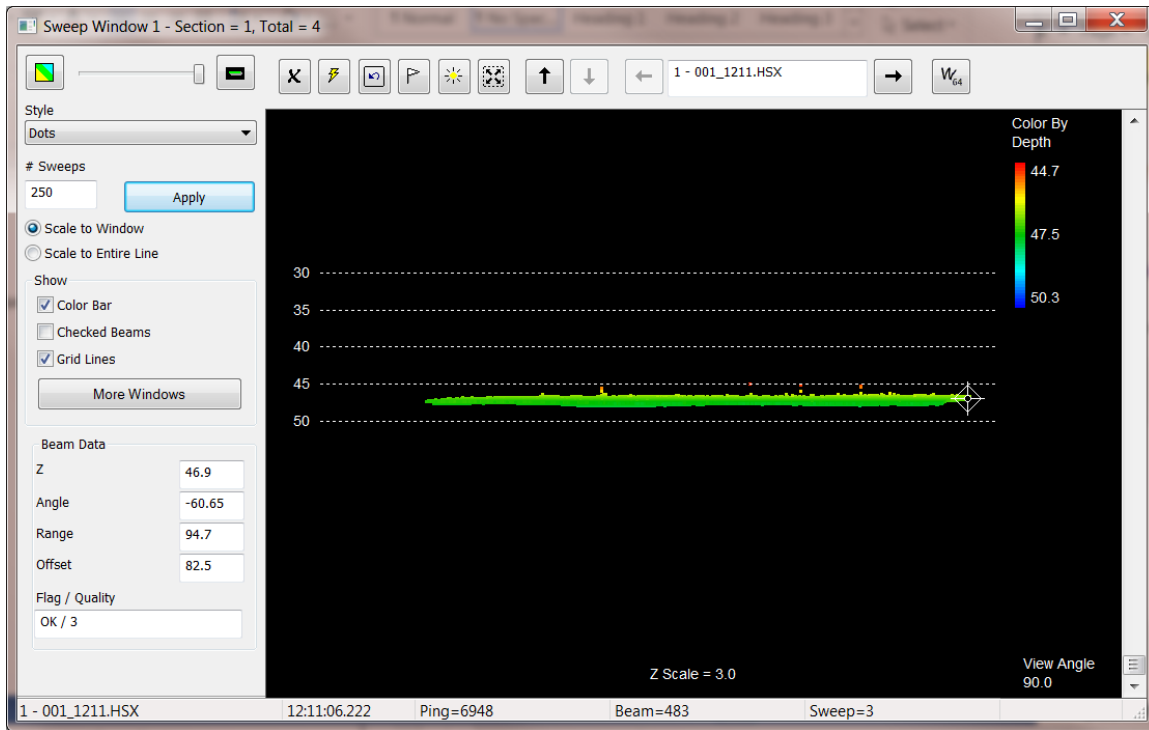 Sweep Window 1 - Section = 1, Total = 4
1 - 001_1211.HSX
W64
Style
Dots
# Sweeps
250
Apply
Scale to Window
Scale to Entire Line
Show
Color Bar
Checked Beams
Grid Lines
More Windows
Beam Data
Z
46.9
Angle
-60.65
Range
94.7
Offset
82.5
Flag / Quality
OK / 3
Color By
Depth
44.7
47.5
50.3
30
35
40
45
50
Z Scale = 3.0
View Angle
90.0
1 - 001_1211.HSX 12:11:06.222 Ping=6948 Beam=483 Sweep=3